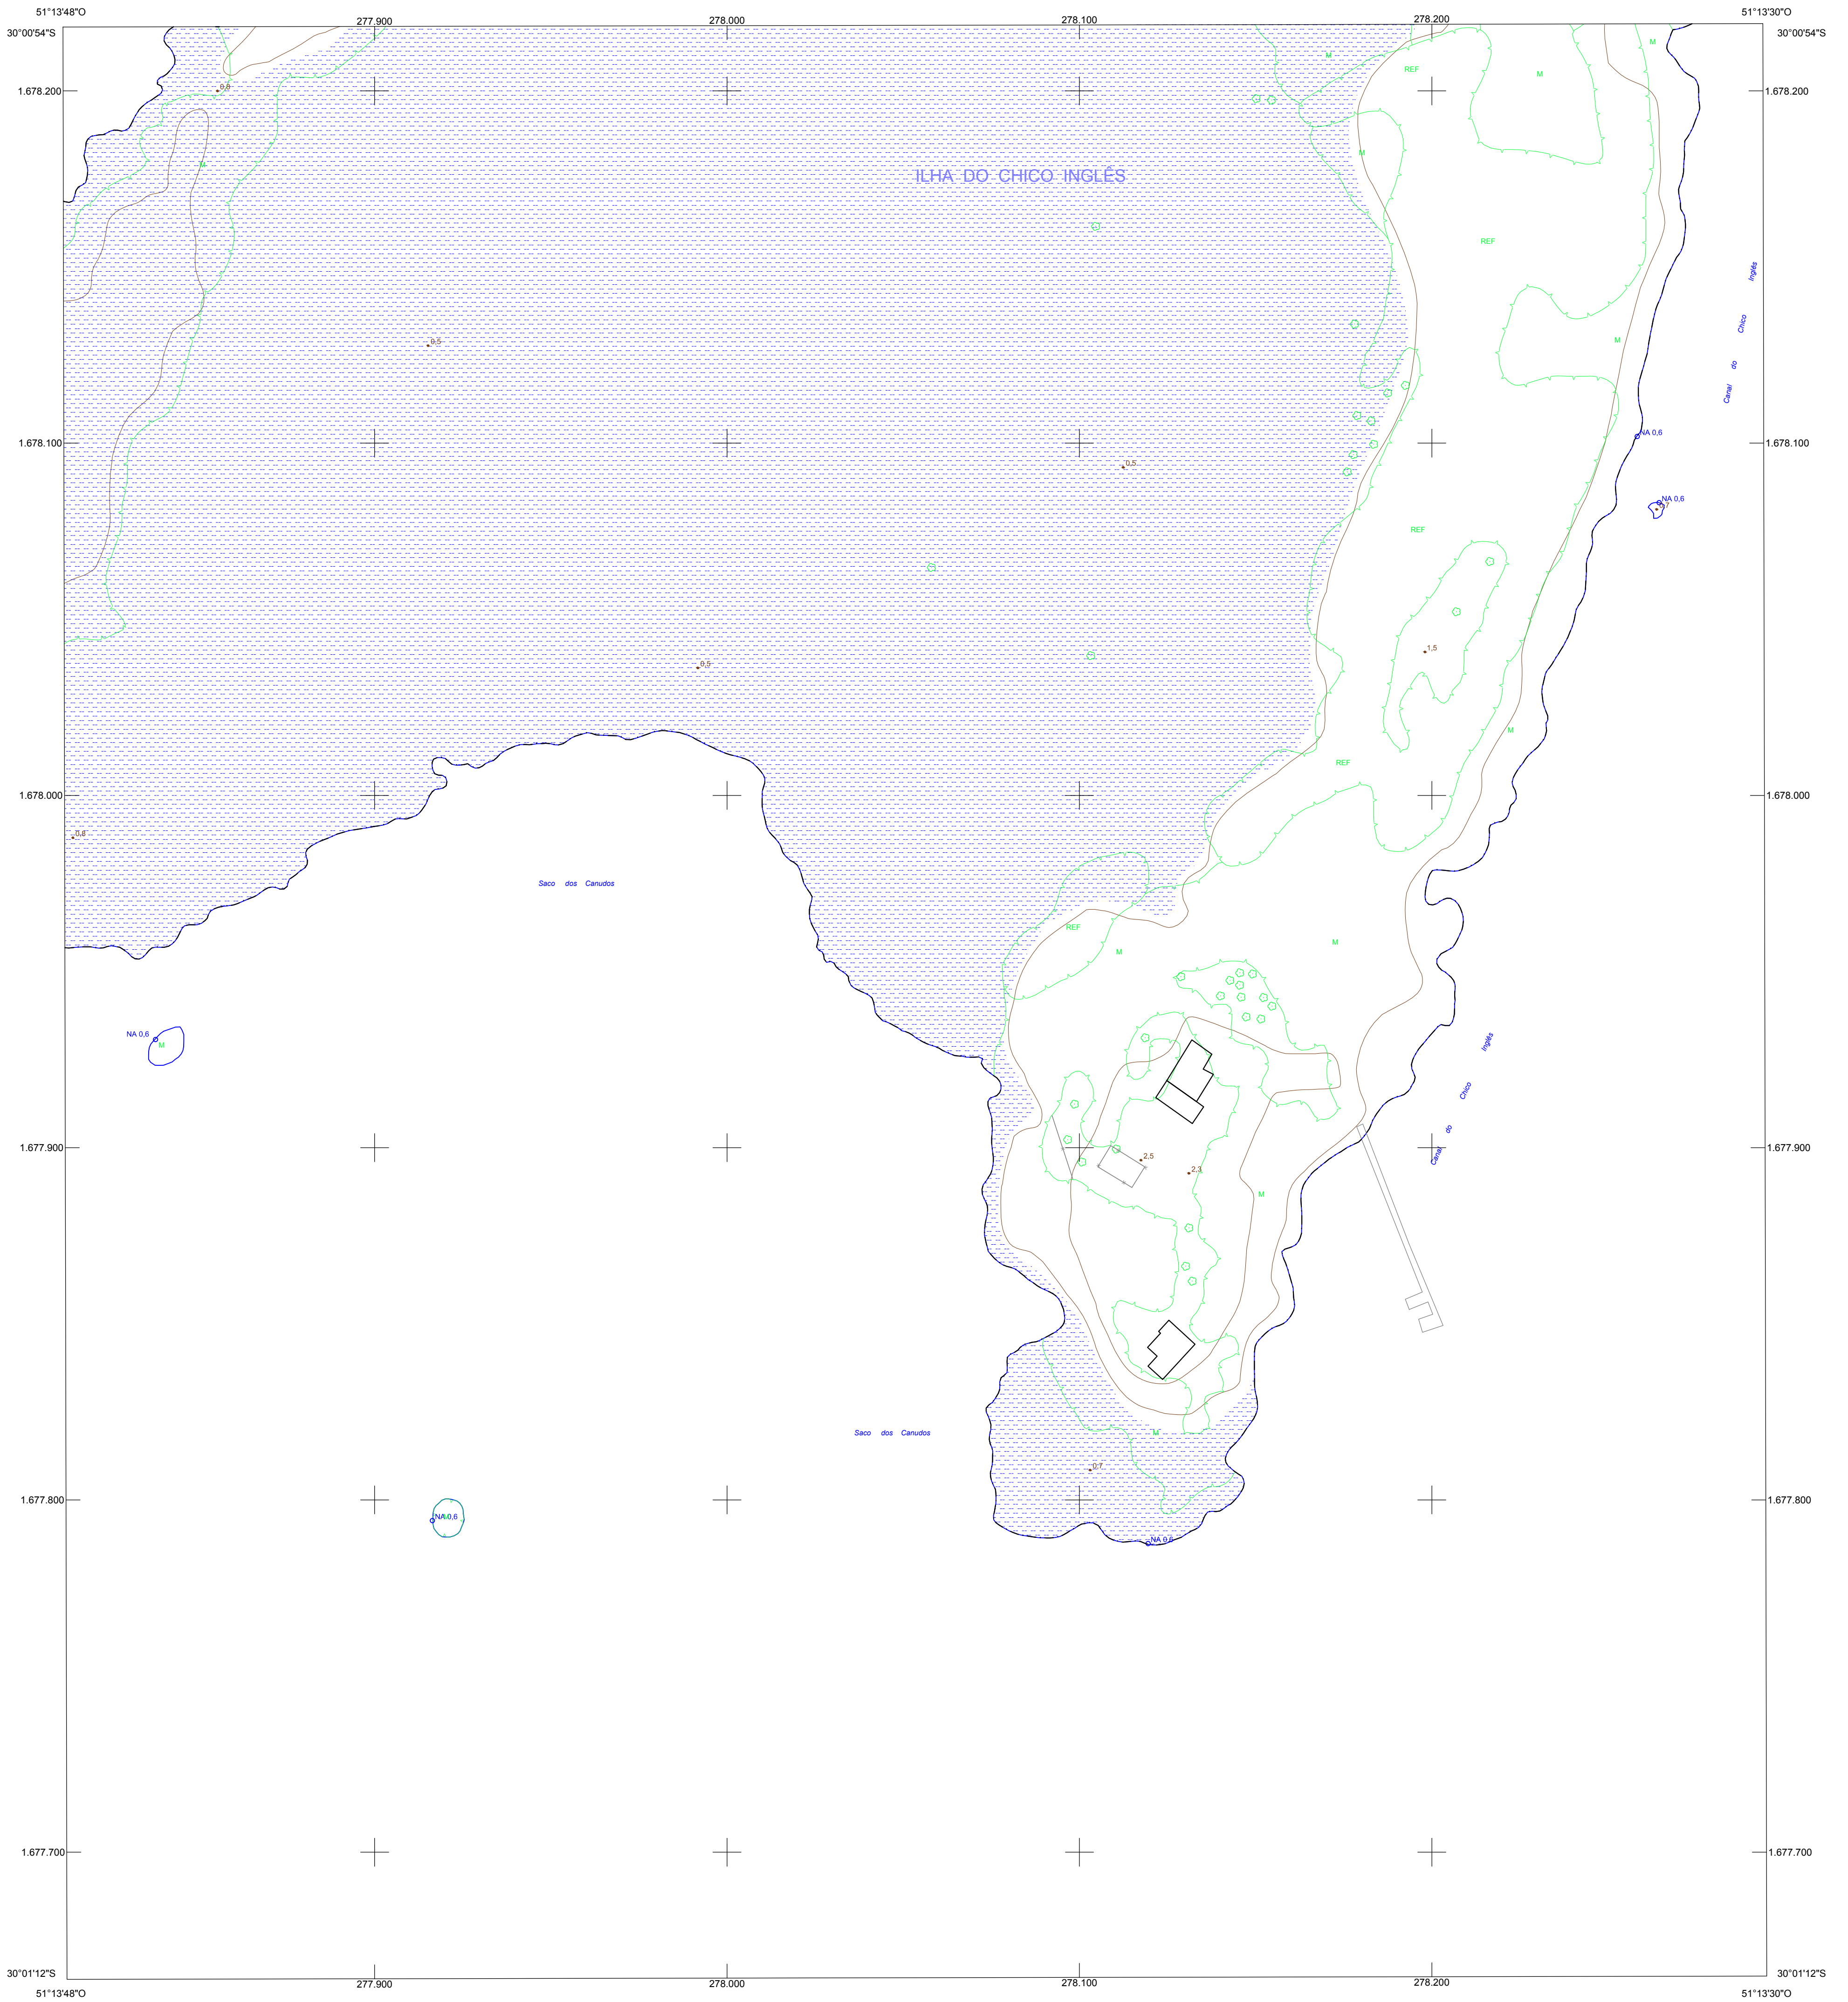 51°13'48"O
51°13'30"O
30°00'54"S
277.900
278.000
278.100
278.200
30°00'54"S
M
M
REF
M
1.678.200
0,8
1.678.200
M
M
ILHA DO CHICO INGLÊS
REF
Canal do Chico Inglês
M
0,5
1.678.100
NA 0,6
1.678.100
0,5
NA 0,6
0,7
REF
1,5
0,5
M
REF
1.678.000
1.678.000
0,8
Saco dos Canudos
REF
M
M
NA 0,6
M
Canal do Chico Inglês
1.677.900
1.677.900
2,5
2,3
M
Saco dos Canudos
M
0,7
1.677.800
1.677.800
NA 0,6
M
NA 0,6
1.677.700
1.677.700
30°01'12"S
277.900
278.000
278.100
278.200
30°01'12"S
51°13'48"O
51°13'30"O